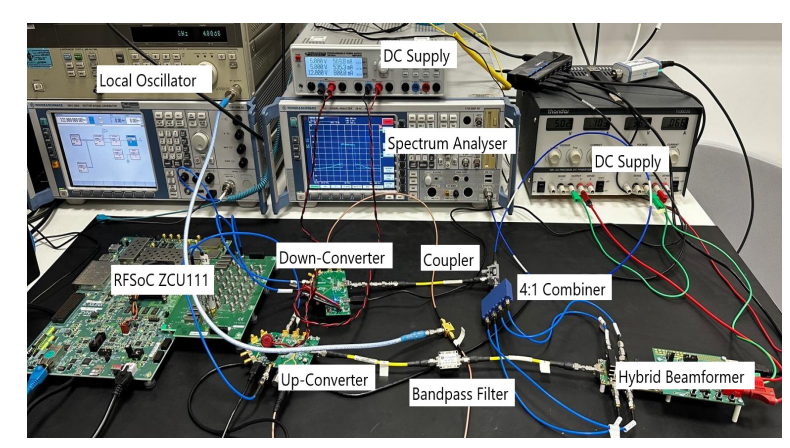 GHz
DC Supply
Local Oscillator
Spectrum Analyser
DC Supply
Down-Converter
Coupler
RFSoC ZCU111
4:1 Combiner
Up-Converter
Bandpass Filter
Hybrid Beamformer